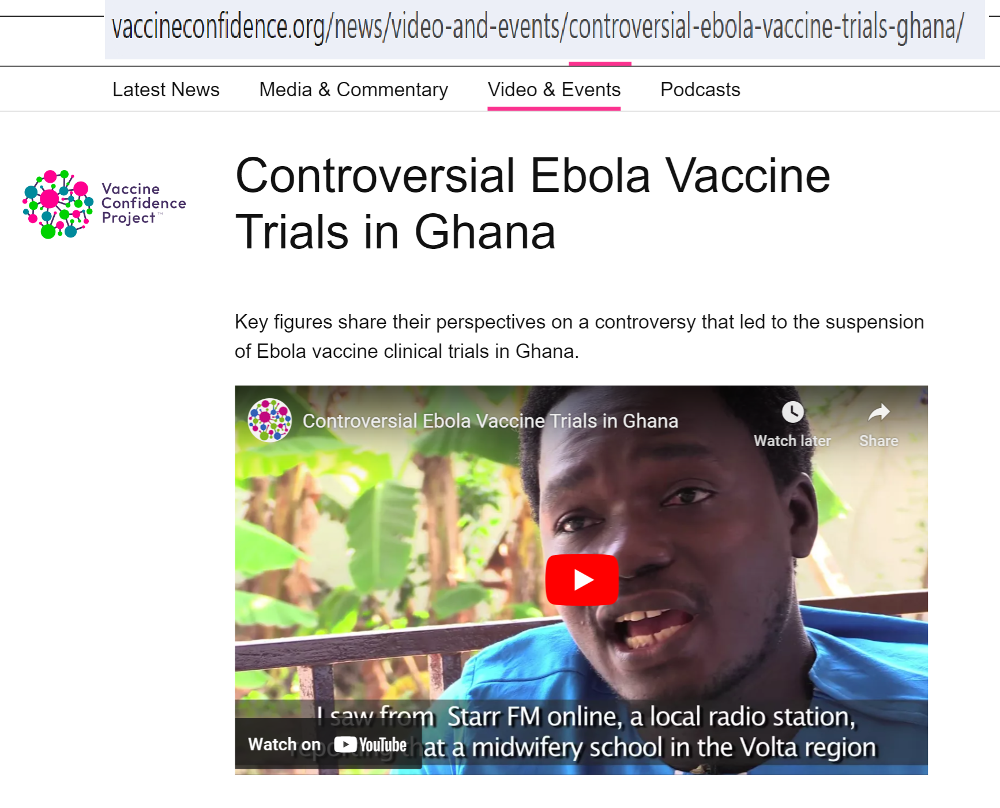 vaccineconfidence.org/news/video-and-events/controversial-ebola-vaccine-trials-ghana/
Latest News
Media & Commentary
Video & Events
Podcasts
Vaccine
Confidence
Project™
Controversial Ebola Vaccine
Trials in Ghana
Key figures share their perspectives on a controversy that led to the suspension
of Ebola vaccine clinical trials in Ghana.
Controversial Ebola Vaccine Trials in Ghana
Watch later
Share
I saw from Starr FM online, a local radio station,
reporting that a midwifery school in the Volta region
Watch on YouTube